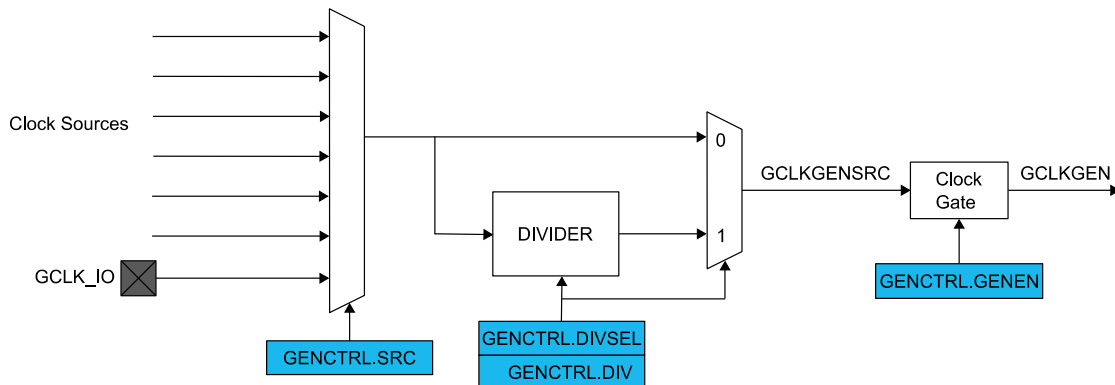 Clock Sources
GCLK_IO
GENCTRL.SRC
DIVIDER
GENCTRL.DIVSEL
GENCTRL.DIV
0
1
GCLKGENSRC
Clock
Gate
GCLKGEN
GENCTRL.GENEN